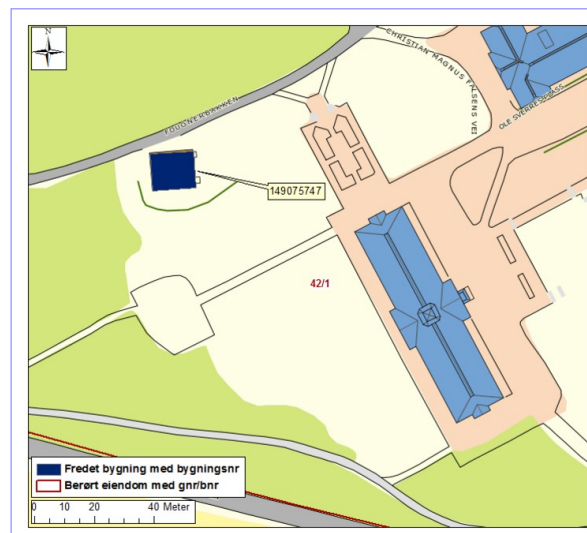 N
CHRISTIAN MAGNUS FALSENS VEI
OLE SVERRES PLASS
FOUGNERBAKKEN
149075747
42/1
Fredet bygning med bygningsnr
Berørt eiendom med gnr/bnr
0 10 20 40 Meter